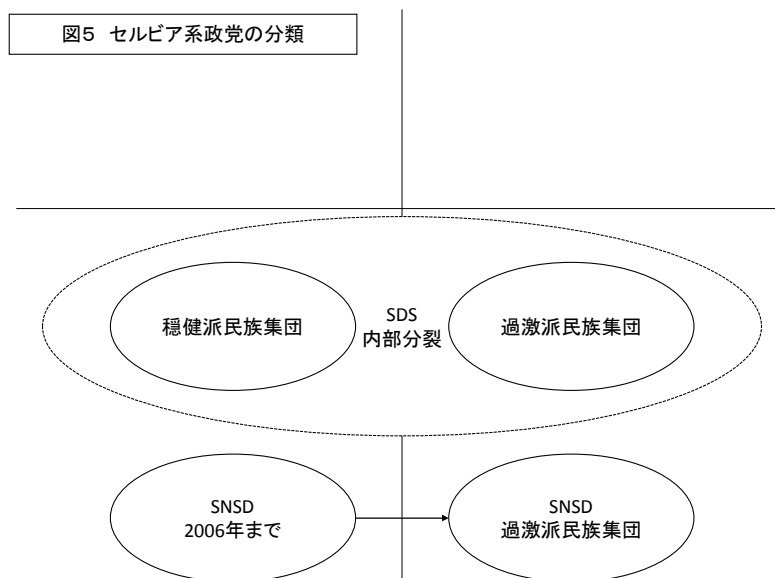 図5 セルビア系政党の分類
穏健派民族集団
SDS
内部分裂
過激派民族集団
SNSD
2006年まで
SNSD
過激派民族集団